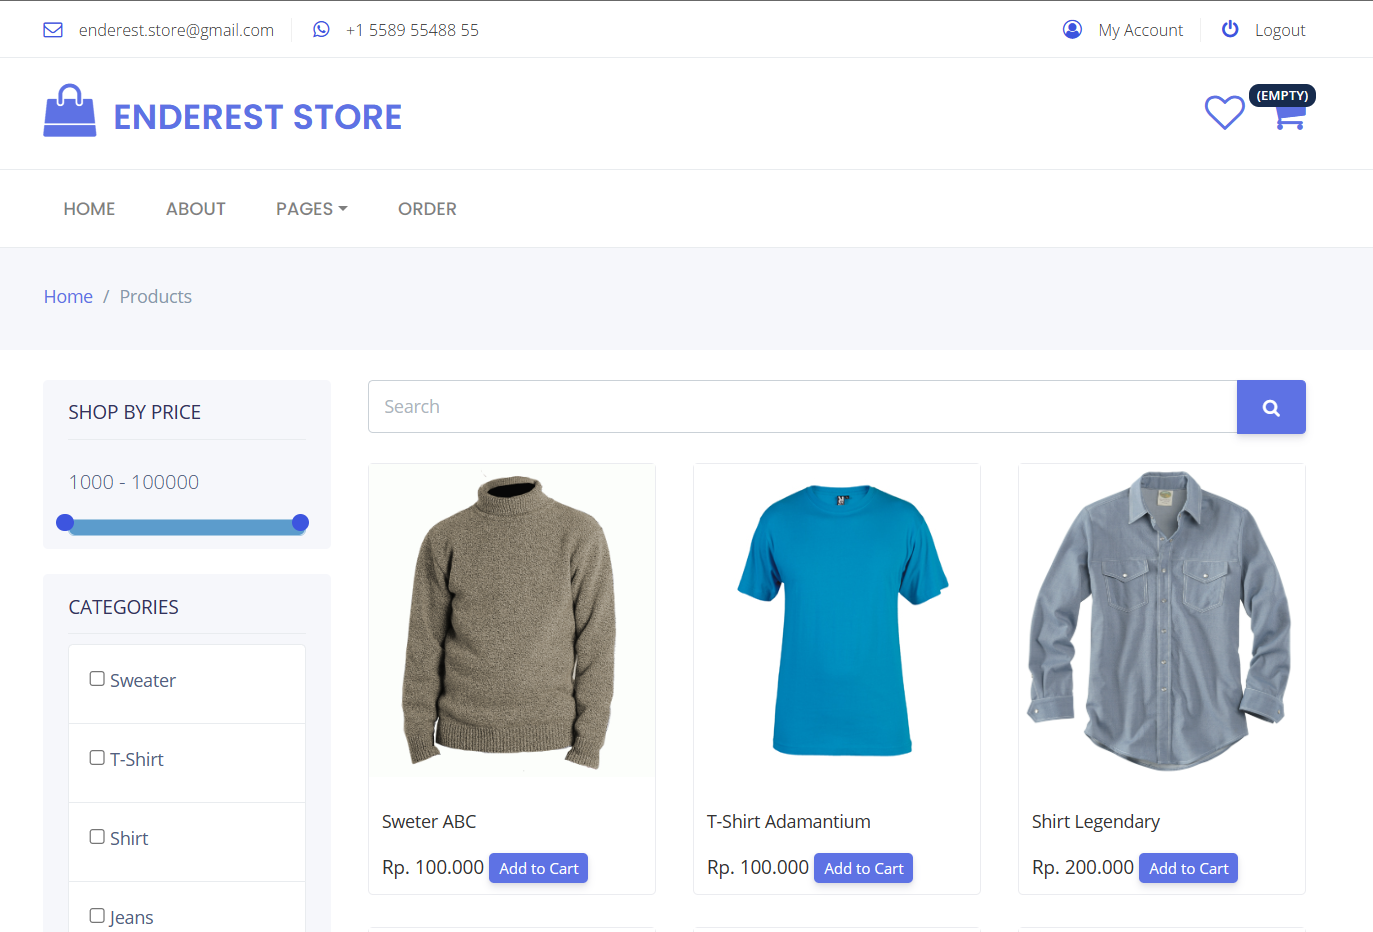 enderest.store@gmail.com +1 5589 55488 55 My Account Logout
ENDEREST STORE (EMPTY)
HOME ABOUT PAGES ORDER
Home / Products
SHOP BY PRICE
1000 - 100000
CATEGORIES
Sweater
T-Shirt
Shirt
Jeans
Search
Sweter ABC
Rp. 100.000 Add to Cart
T-Shirt Adamantium
Rp. 100.000 Add to Cart
Shirt Legendary
Rp. 200.000 Add to Cart